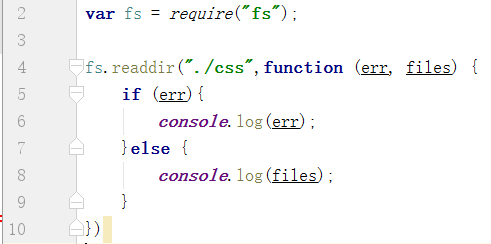 2 var fs = require("fs");
3
4 fs.readdir("./css",function (err, files) {
5     if (err){
6         console.log(err);
7     }else {
8         console.log(files);
9     }
10 })